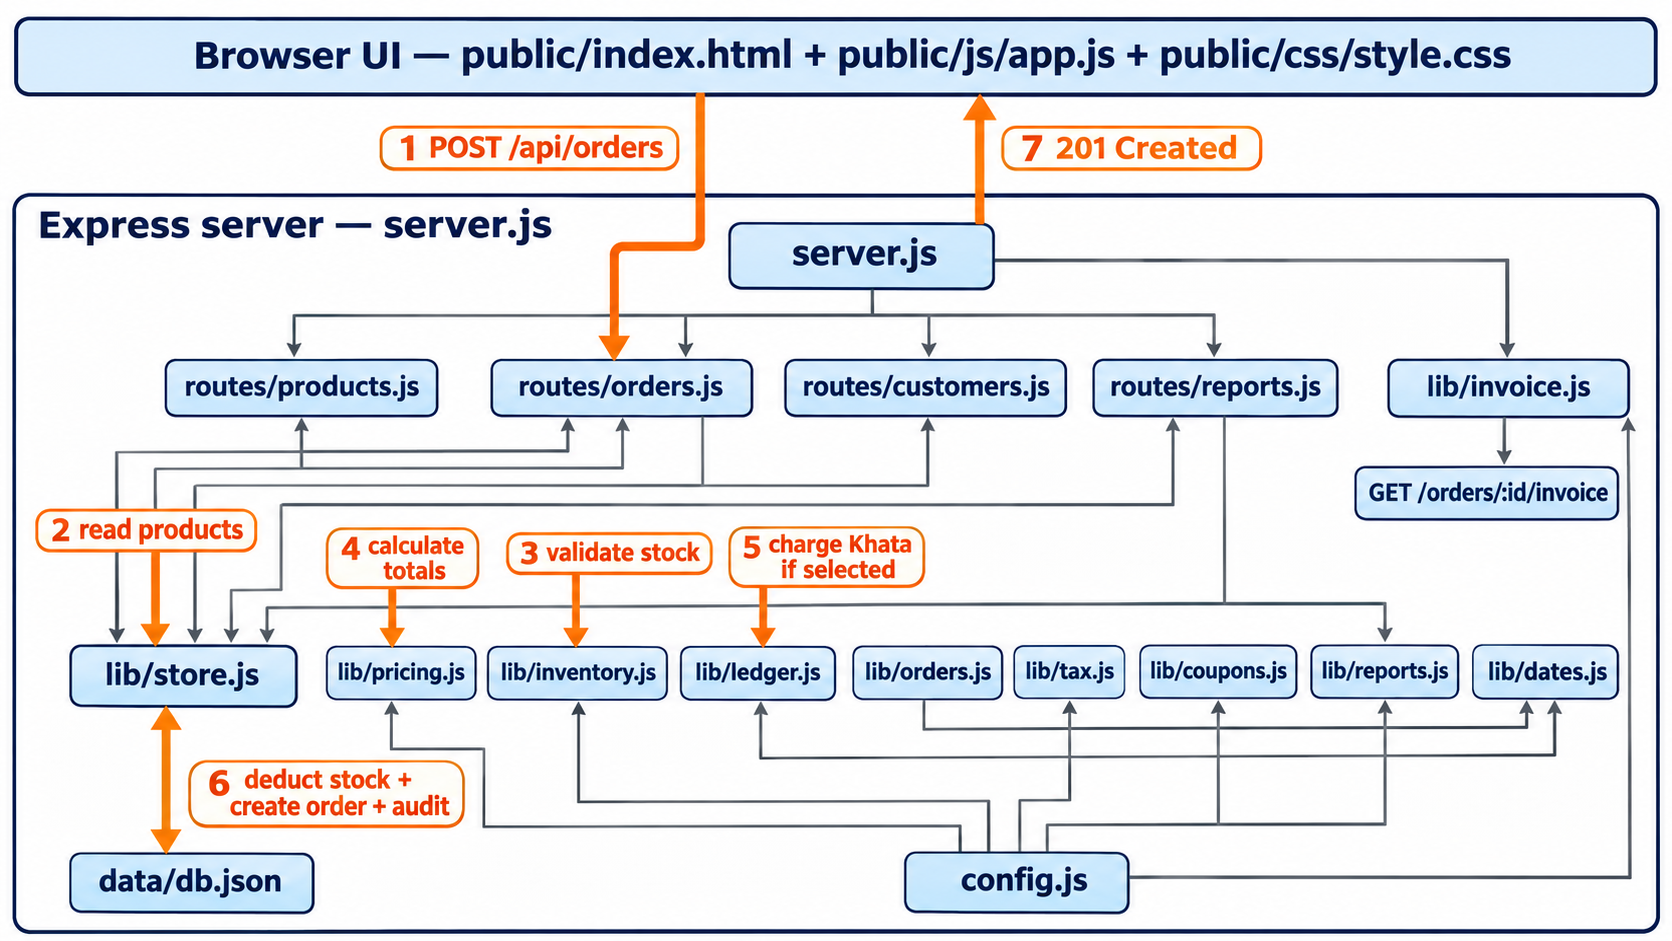 Browser UI — public/index.html + public/js/app.js + public/css/style.css
1 POST /api/orders
7 201 Created
Express server — server.js
server.js
routes/products.js
routes/orders.js
routes/customers.js
routes/reports.js
lib/invoice.js
GET /orders/:id/invoice
2 read products
4 calculate
totals
3 validate stock
5 charge Khata
if selected
lib/store.js
lib/pricing.js
lib/inventory.js
lib/ledger.js
lib/orders.js
lib/tax.js
lib/coupons.js
lib/reports.js
lib/dates.js
6 deduct stock +
create order + audit
data/db.json
config.js